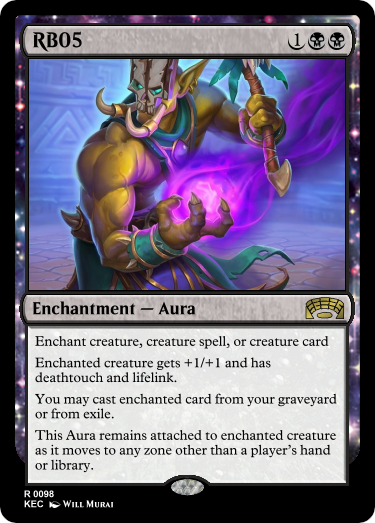 RB05 1
Enchantment — Aura
Enchant creature, creature spell, or creature card
Enchanted creature gets +1/+1 and has
deathtouch and lifelink.
You may cast enchanted card from your graveyard
or from exile.
This Aura remains attached to enchanted creature
as it moves to any zone other than a player's hand
or library.
R 0098
KEC Will Murai